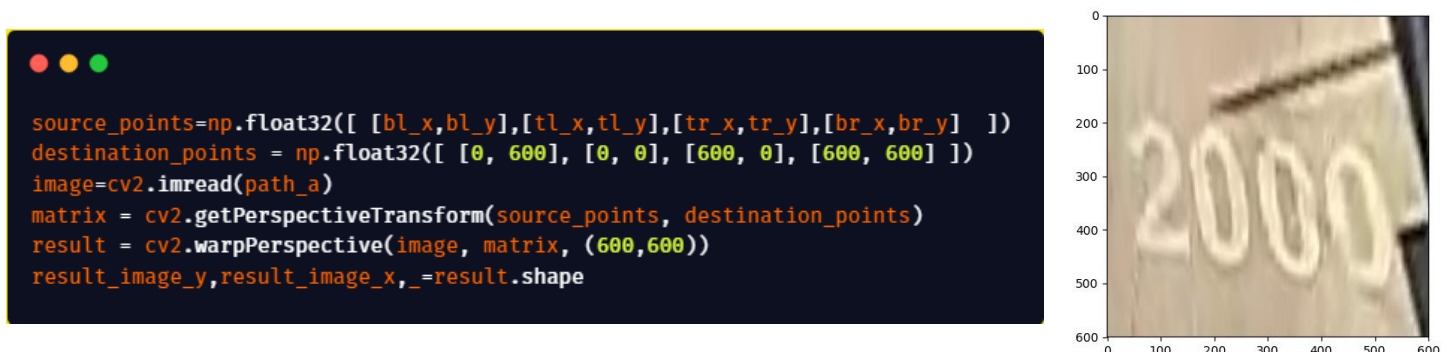 source_points=np.float32([ [bl_x,bl_y],[tl_x,tl_y],[tr_x,tr_y],[br_x,br_y]  ])
destination_points = np.float32([ [0, 600], [0, 0], [600, 0], [600, 600] ])
image=cv2.imread(path_a)
matrix = cv2.getPerspectiveTransform(source_points, destination_points)
result = cv2.warpPerspective(image, matrix, (600,600))
result_image_y,result_image_x,_=result.shape
0
100
200
300
400
500
600
2000
0 100 200 300 400 500 600